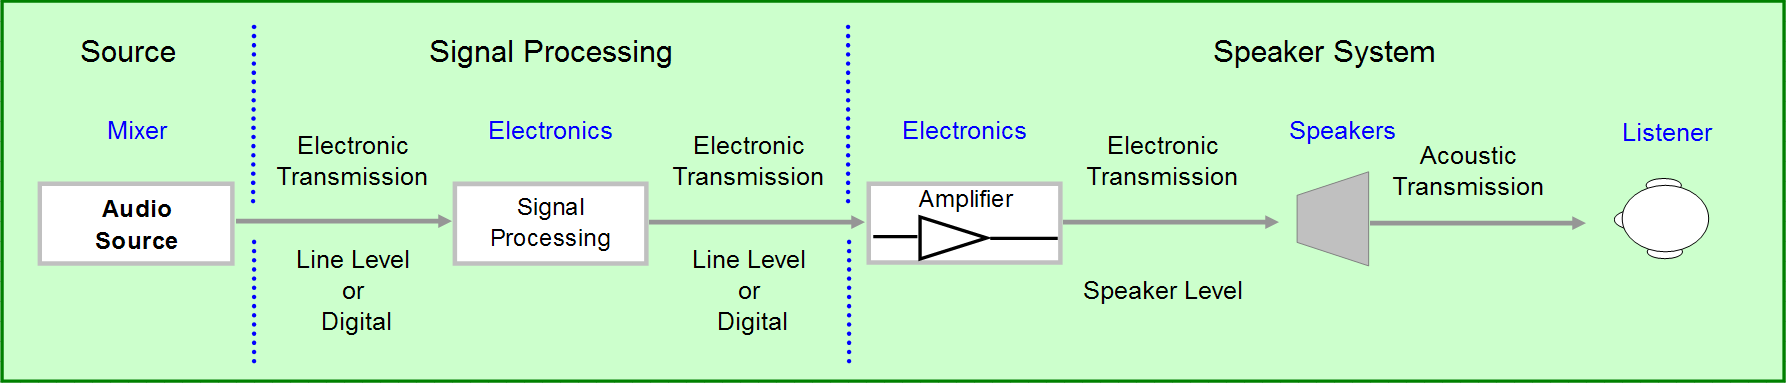 Source
Signal Processing
Speaker System
Mixer
Electronic
Transmission
Electronics
Electronic
Transmission
Electronics
Electronic
Transmission
Speakers
Acoustic
Transmission
Listener
Audio
Source
Signal
Processing
Amplifier
Line Level
or
Digital
Line Level
or
Digital
Speaker Level